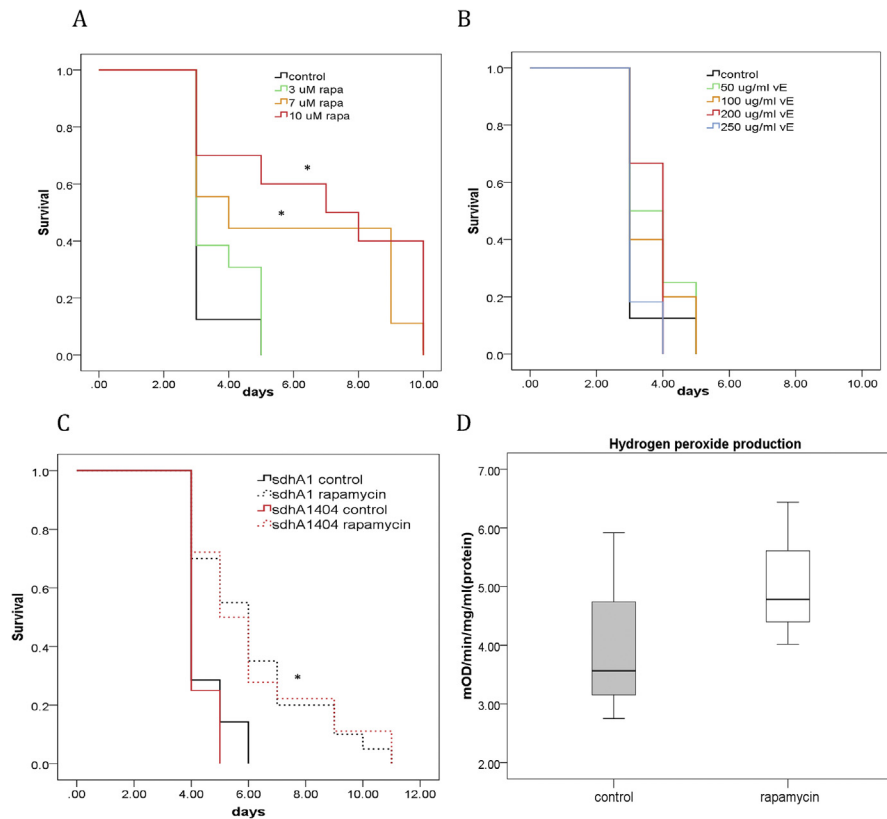 A
control
3 uM rapa
7 uM rapa
10 uM rapa
*
*
Survival
1.0
0.8
0.6
0.4
0.2
0.0
.00
2.00
4.00
6.00
8.00
10.00
days
B
control
50 ug/ml vE
100 ug/ml vE
200 ug/ml vE
250 ug/ml vE
Survival
1.0
0.8
0.6
0.4
0.2
0.0
.00
2.00
4.00
6.00
8.00
10.00
days
C
sdhA1 control
sdhA1 rapamycin
sdhA1404 control
sdhA1404 rapamycin
*
Survival
1.0
0.8
0.6
0.4
0.2
0.0
.00
2.00
4.00
6.00
8.00
10.00
12.00
days
D
Hydrogen peroxide production
mOD/min/mg/ml(protein)
7.00
6.00
5.00
4.00
3.00
2.00
control
rapamycin